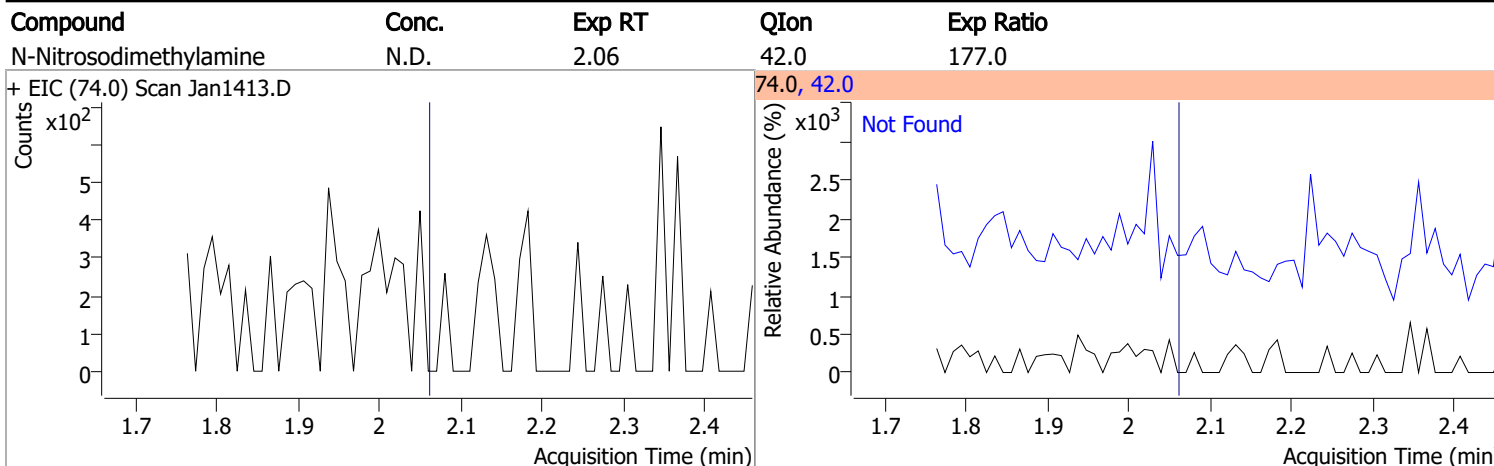 Compound Conc. Exp RT QIon Exp Ratio
N-Nitrosodimethylamine N.D. 2.06 42.0 177.0
+ EIC (74.0) Scan Jan1413.D
Counts
x10²
5
4
3
2
1
0
1.7 1.8 1.9 2 2.1 2.2 2.3 2.4
Acquisition Time (min)
74.0, 42.0
Relative Abundance (%)
x10³
Not Found
2.5
2
1.5
1
0.5
0
1.7 1.8 1.9 2 2.1 2.2 2.3 2.4
Acquisition Time (min)